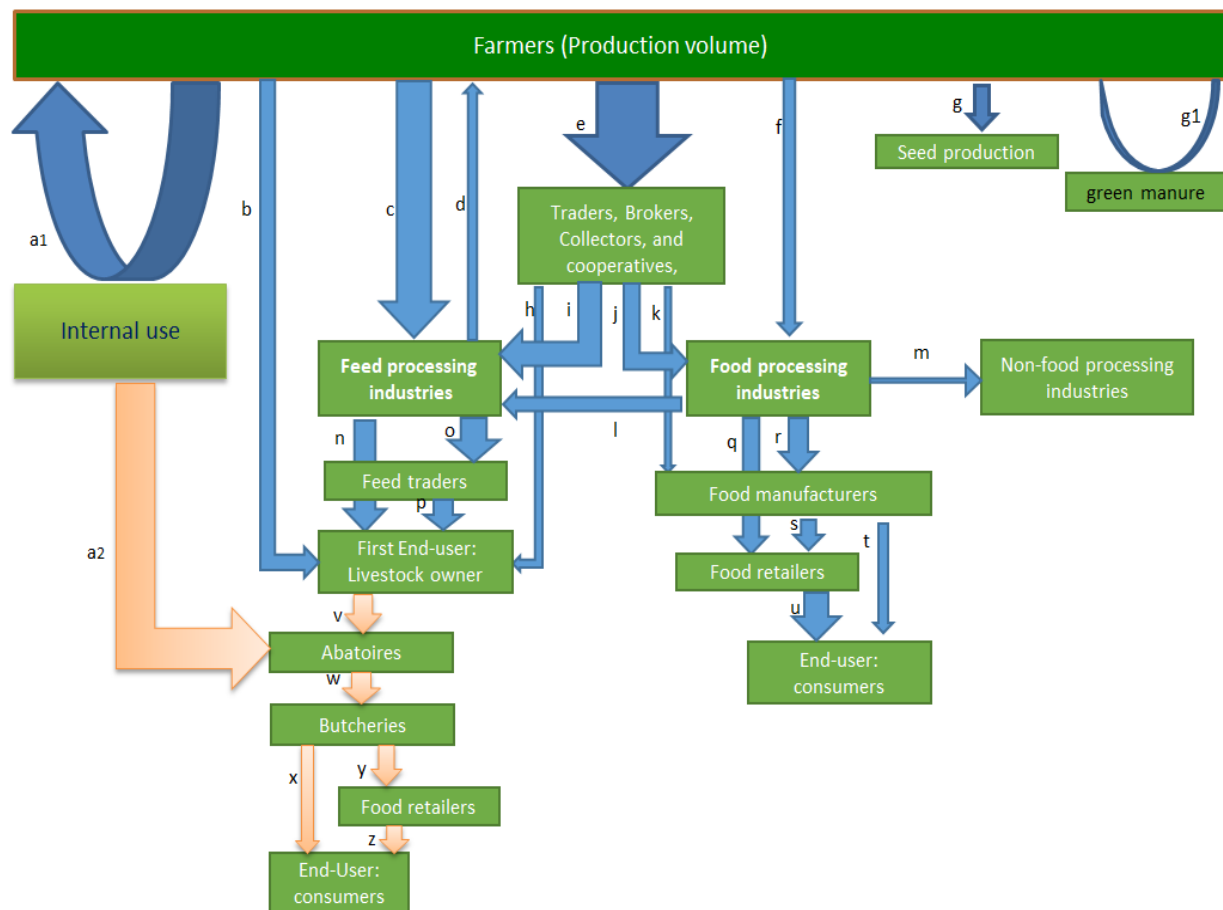 Farmers (Production volume)
g
g1
e
f
Seed production
green manure
b
c
d
a1
Traders, Brokers,
Collectors, and
cooperatives,
h
i
j
k
Internal use
Feed processing
industries
Food processing
industries
m
Non-food processing
industries
n
o
l
q
r
Feed traders
Food manufacturers
p
s
t
a2
First End-user:
Livestock owner
Food retailers
v
u
Abatoires
End-user:
consumers
w
Butcheries
x
y
Food retailers
z
End-User:
consumers